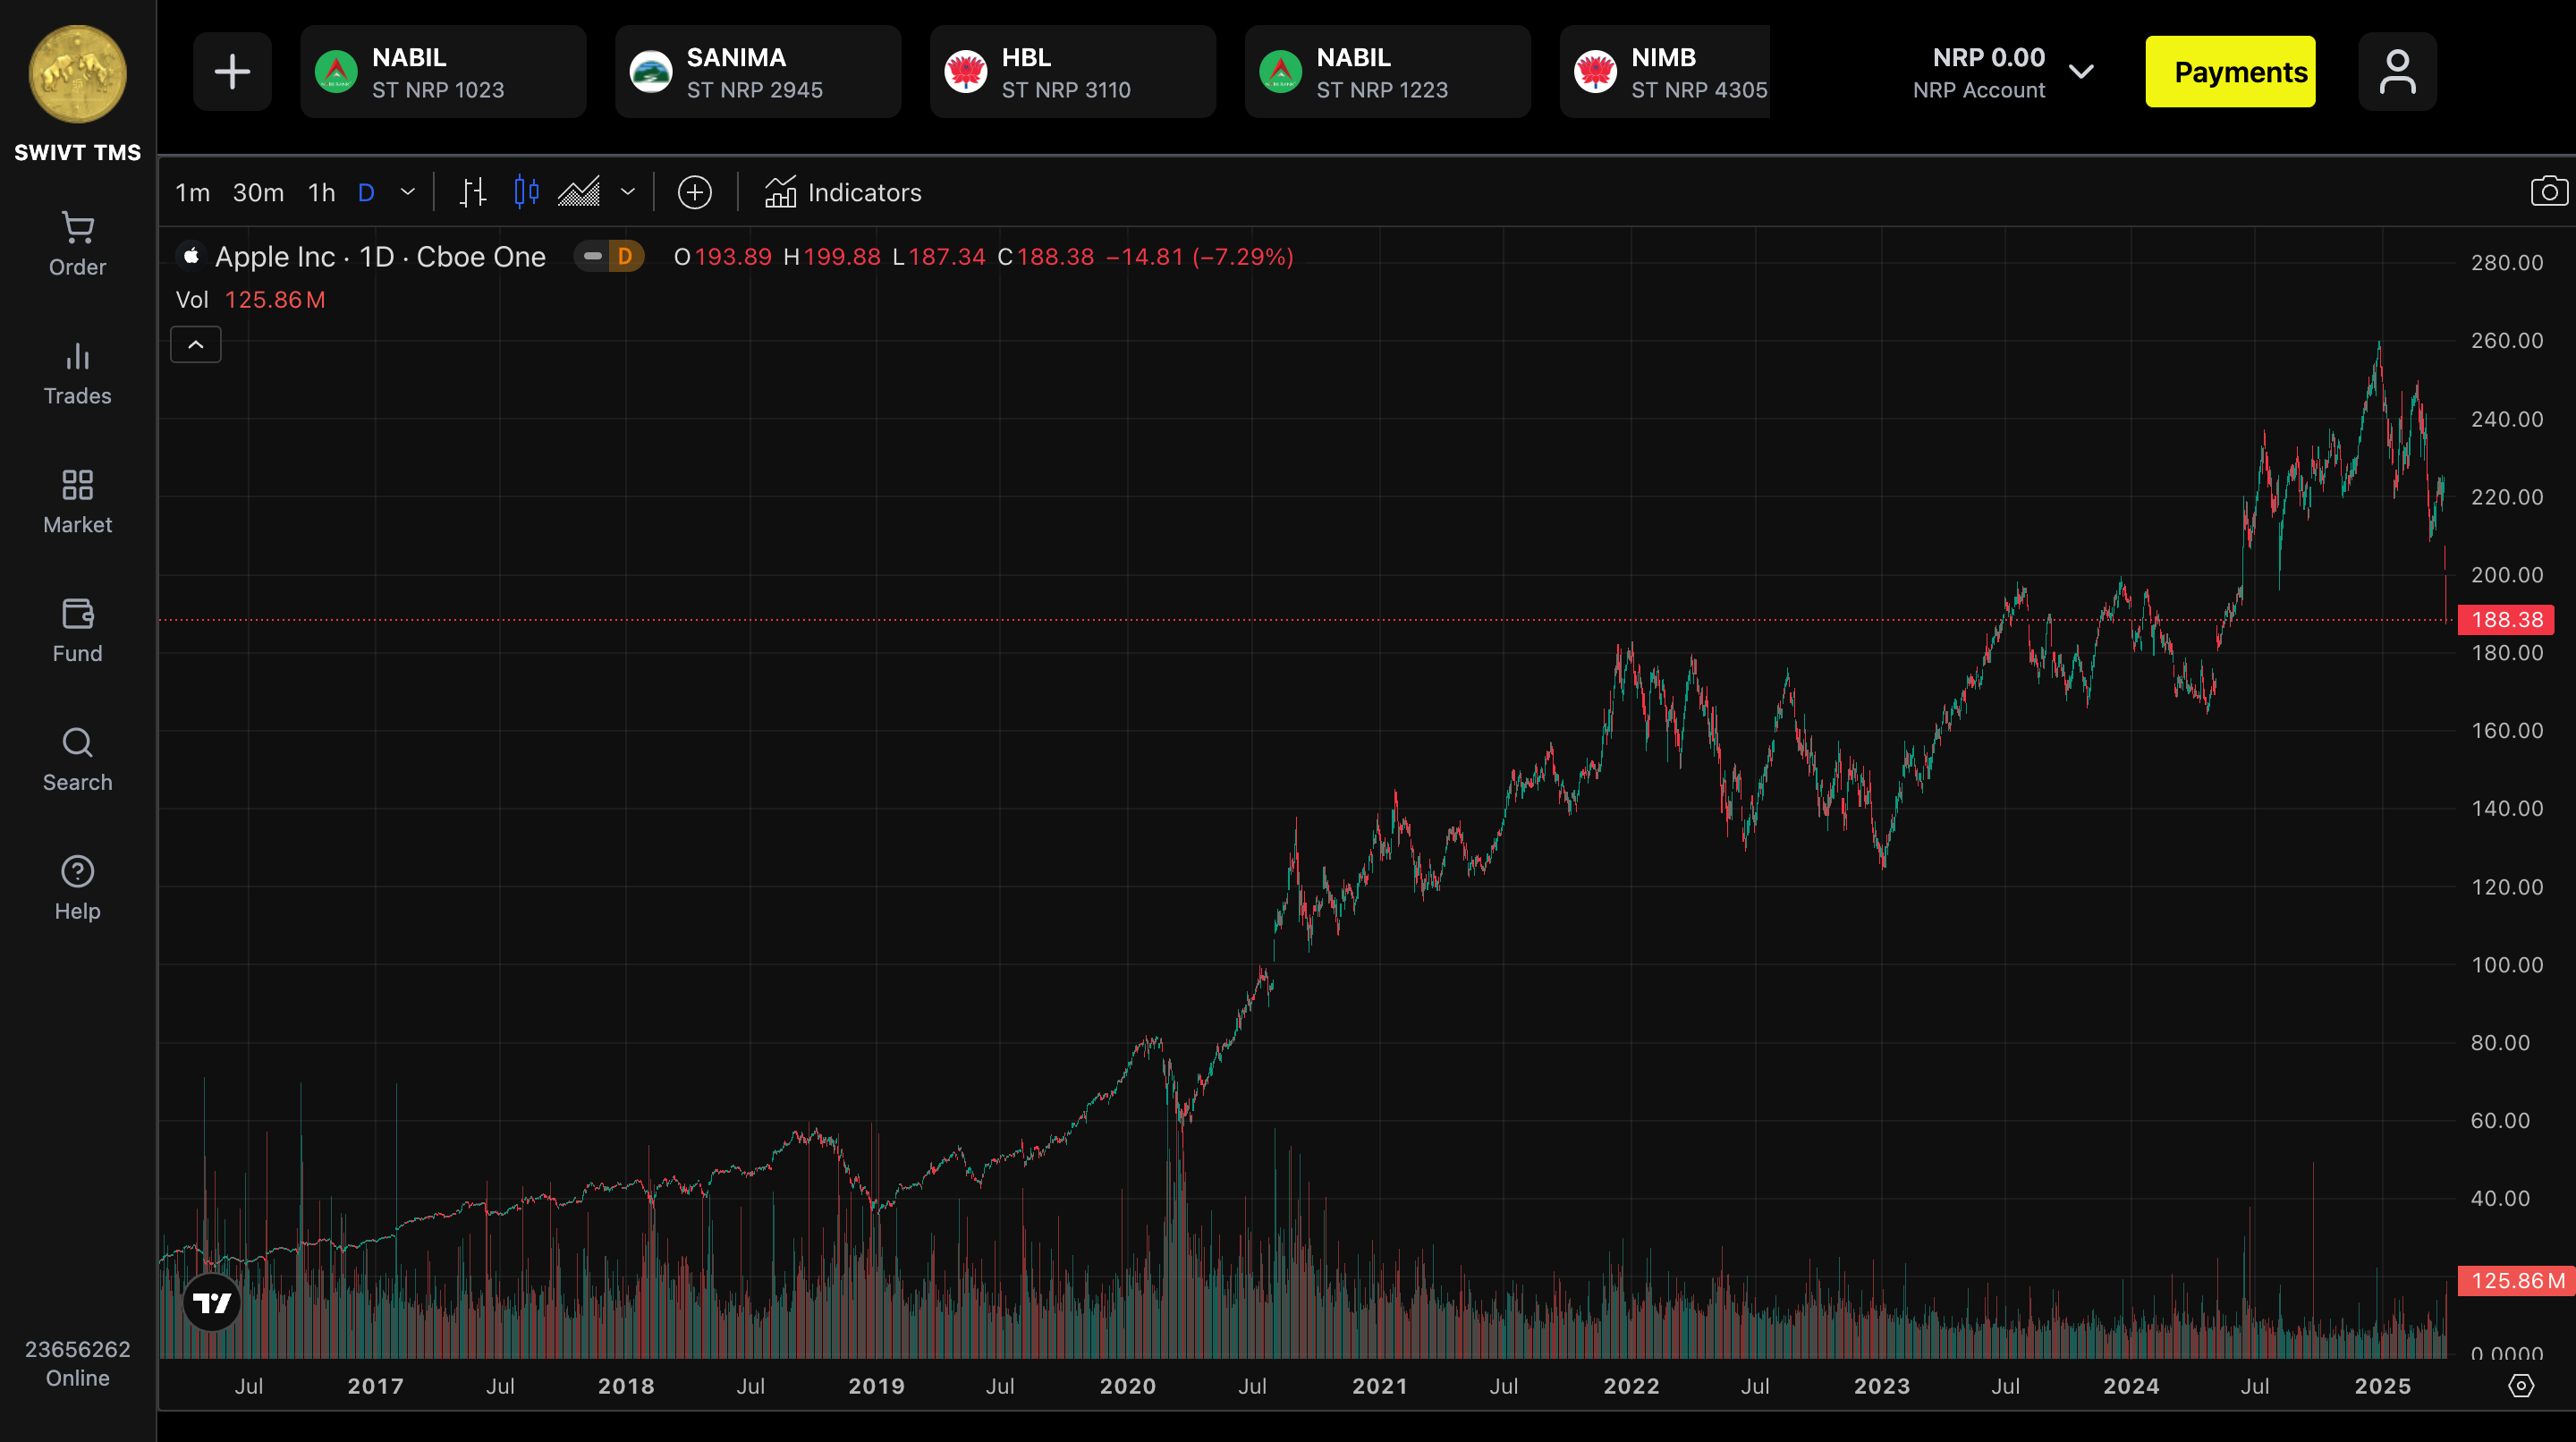 SWIVT TMS
Order
Trades
Market
Fund
Search
Help
23656262
Online
NABIL
ST NRP 1023
SANIMA
ST NRP 2945
HBL
ST NRP 3110
NABIL
ST NRP 1223
NIMB
ST NRP 4305
NRP 0.00
NRP Account
Payments
1m 30m 1h D Indicators
Apple Inc · 1D · Cboe One D O193.89 H199.88 L187.34 C188.38 −14.81 (−7.29%)
Vol 125.86M
280.00
260.00
240.00
220.00
200.00
188.38
180.00
160.00
140.00
120.00
100.00
80.00
60.00
40.00
125.86M
0.0000
Jul 2017 Jul 2018 Jul 2019 Jul 2020 Jul 2021 Jul 2022 Jul 2023 Jul 2024 Jul 2025